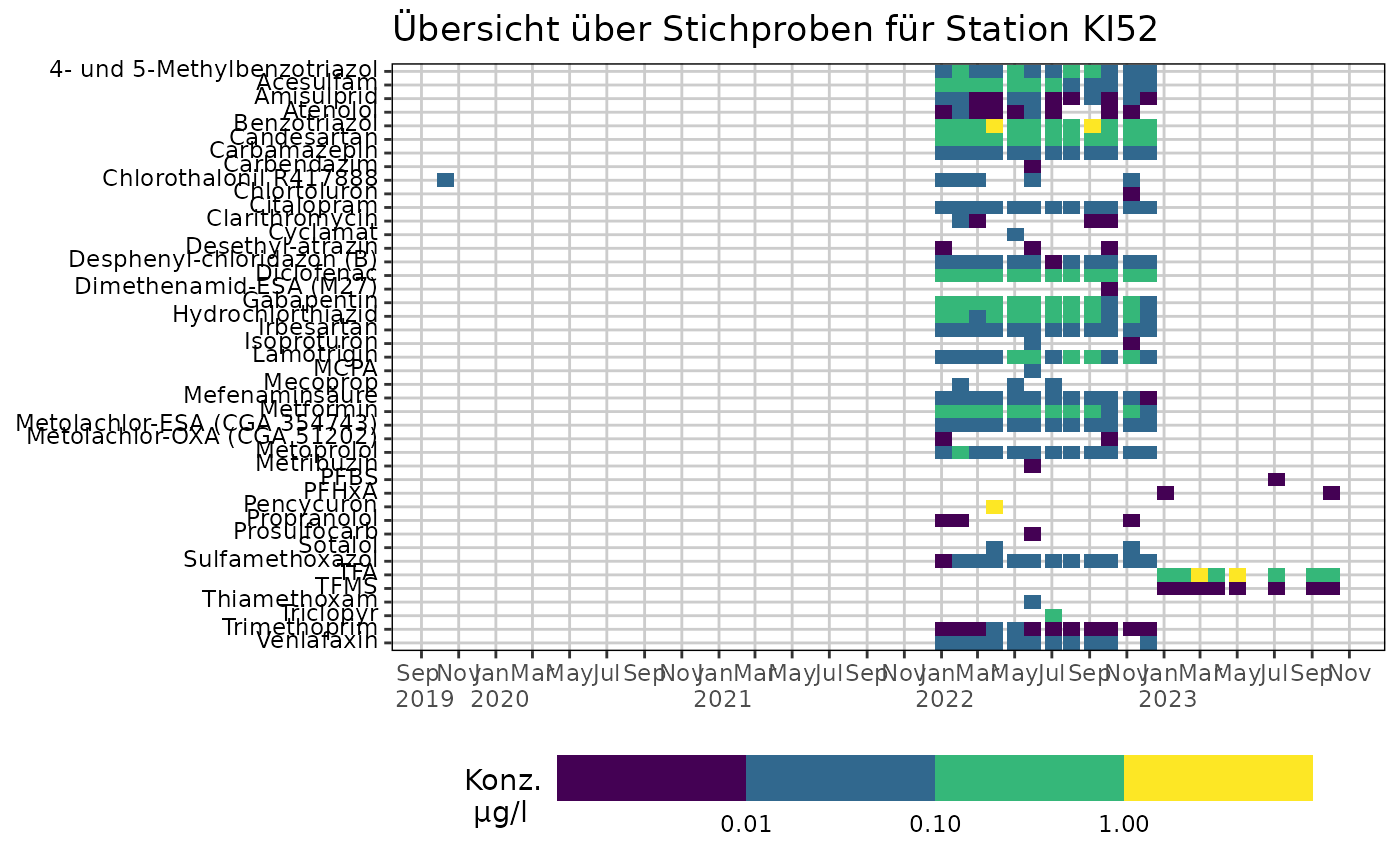 Übersicht über Stichproben für Station KI52
4- und 5-Methylbenzotriazol
Acesulfam
Amisulprid
Atenolol
Benzotriazol
Candesartan
Carbamazepin
Carbendazim
Chlorothalonil R417888
Chlortoluron
Citalopram
Clarithromycin
Cyclamat
Desethyl-atrazin
Desphenyl-chloridazon (B)
Diclofenac
Dimethenamid-ESA (M27)
Gabapentin
Hydrochlorthiazid
Irbesartan
Isoproturon
Lamotrigin
MCPA
Mecoprop
Mefenaminsäure
Metformin
Metolachlor-ESA (CGA 354743)
Metolachlor-OXA (CGA 51202)
Metoprolol
Metribuzin
PFBS
PFHxA
Pencycuron
Propranolol
Prosulfocarb
Sotalol
Sulfamethoxazol
TFA
TFMS
Thiamethoxam
Triclopyr
Trimethoprim
Venlafaxin
Sep Nov Jan Mar May Jul Sep Nov Jan Mar May Jul Sep Nov Jan Mar May Jul Sep Nov Jan Mar May Jul Sep Nov
2019 2020 2021 2022 2023
Konz.
µg/l
0.01 0.10 1.00